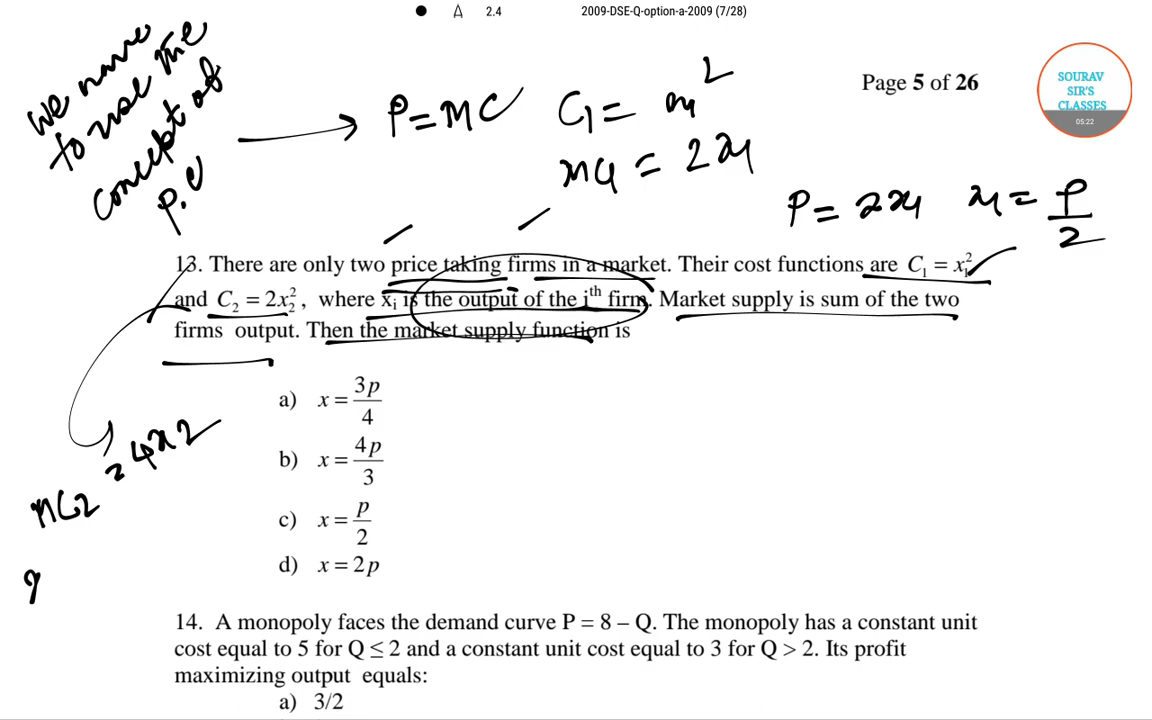 2.4 2009-DSE-Q-option-a-2009 (7/28)
Page 5 of 26
SOURAV
SIR'S
CLASSES
05:22
We have
to use the
concept of
P.C
P=MC
C₁ = x₁²
MC₁ = 2x₁
P = 2x₁ x₁ = P/2
13. There are only two price taking firms in a market. Their cost functions are C₁ = x₁²
and C₂ = 2x₂², where xᵢ is the output of the iᵗʰ firm. Market supply is sum of the two
firms output. Then the market supply function is
a) x = 3p/4
b) x = 4p/3
c) x = p/2
d) x = 2p
MC2 = 4x2
14. A monopoly faces the demand curve P = 8 – Q. The monopoly has a constant unit
cost equal to 5 for Q ≤ 2 and a constant unit cost equal to 3 for Q > 2. Its profit
maximizing output equals:
a) 3/2